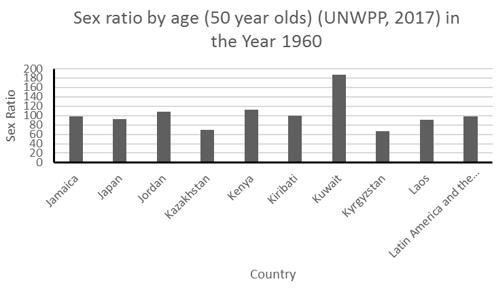 Sex ratio by age (50 year olds) (UNWPP, 2017) in
the Year 1960
200
180
160
140
120
100
80
60
40
20
0
Sex Ratio
Jamaica
Japan
Jordan
Kazakhstan
Kenya
Kiribati
Kuwait
Kyrgyzstan
Laos
Latin America and the...
Country